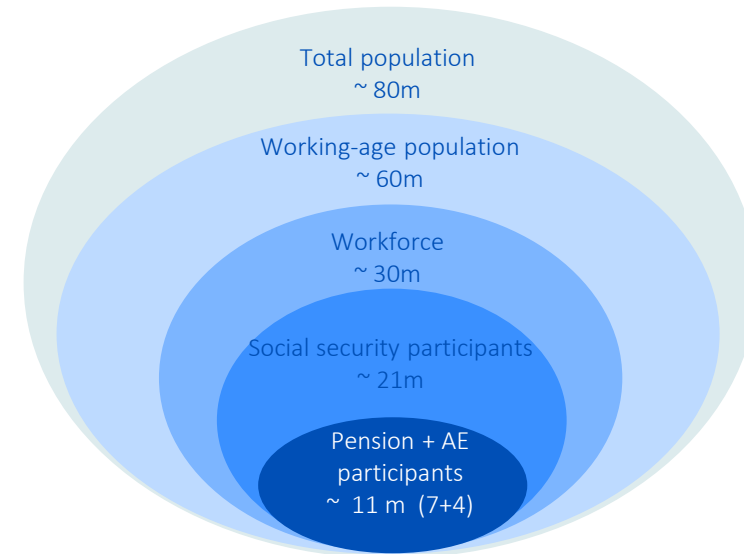 Total population
~ 80m
Working-age population
~ 60m
Workforce
~ 30m
Social security participants
~ 21m
Pension + AE
participants
~ 11 m (7+4)